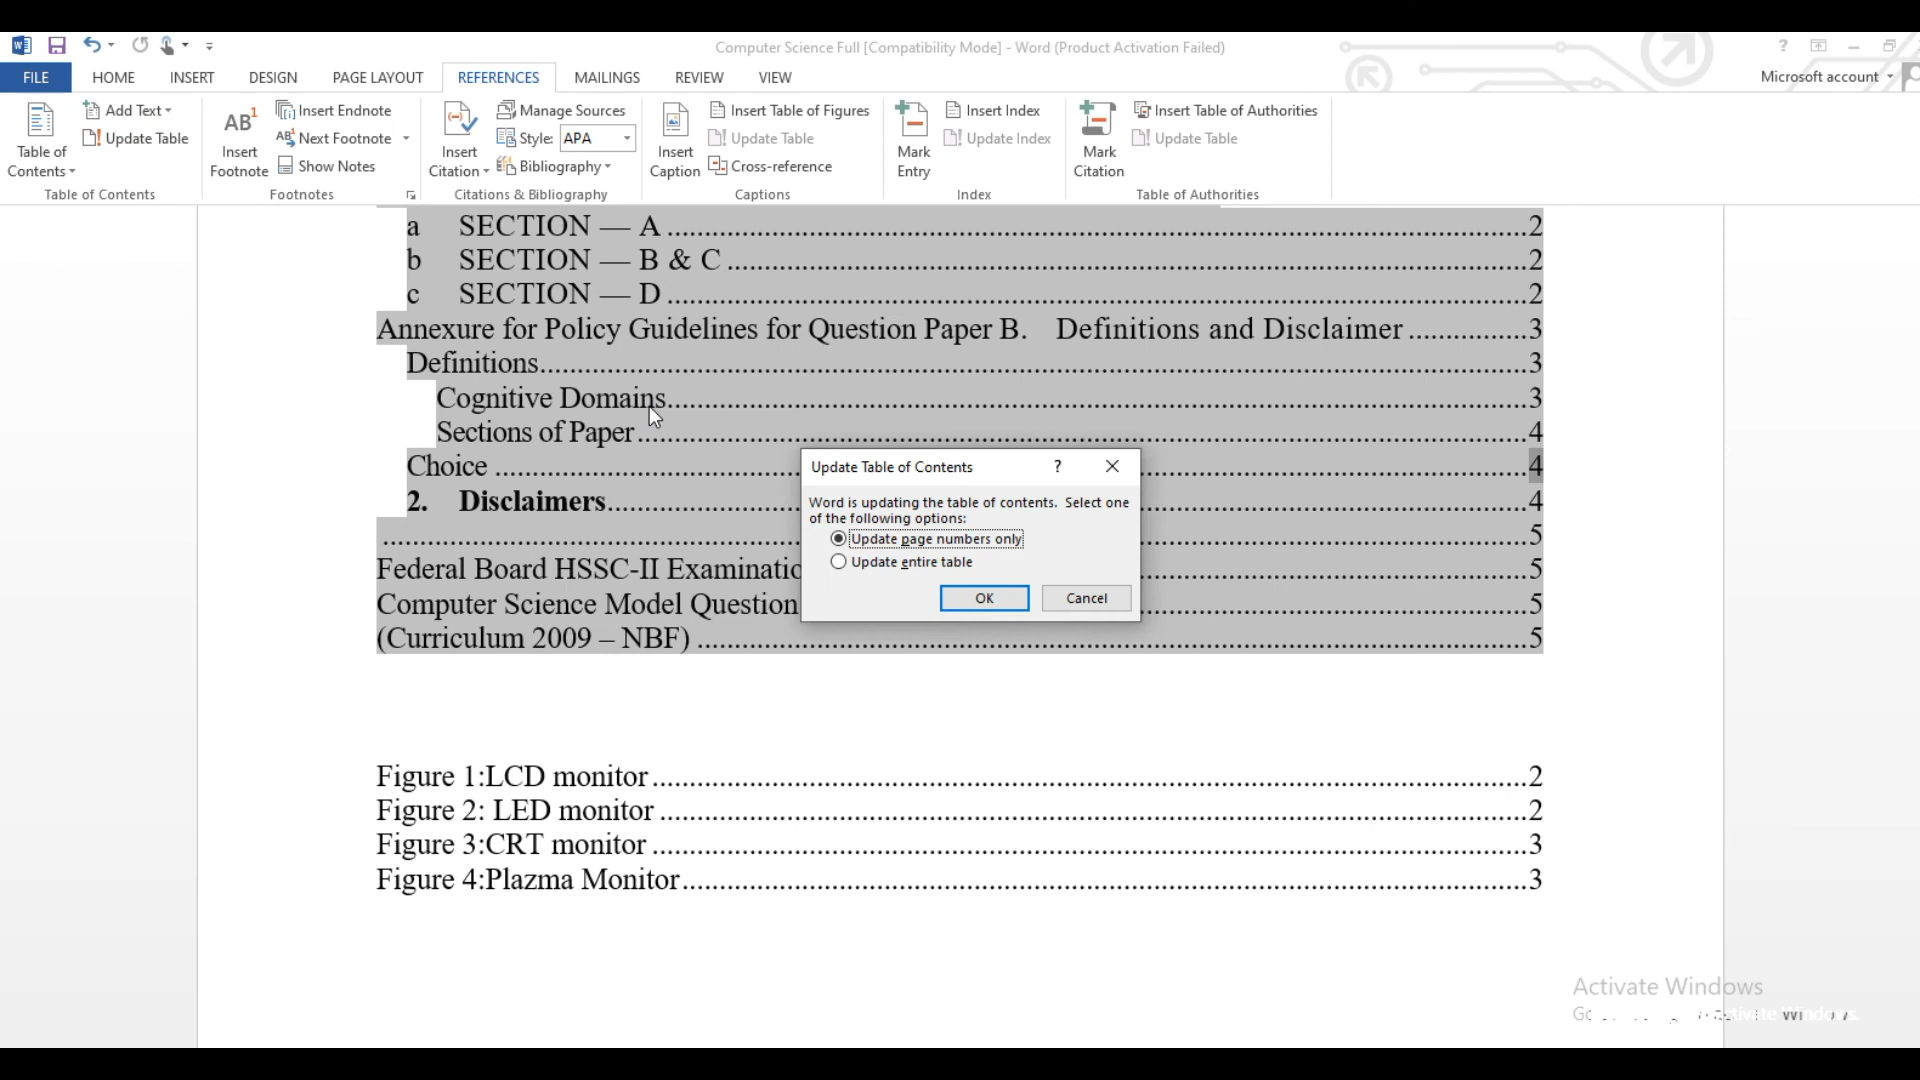 Computer Science Full [Compatibility Mode] - Word (Product Activation Failed)
FILE HOME INSERT DESIGN PAGE LAYOUT REFERENCES MAILINGS REVIEW VIEW Microsoft account
Table of Contents
Add Text
Update Table
Table of Contents
AB1 Insert Footnote
Insert Endnote
AB1 Next Footnote
Show Notes
Footnotes
Insert Citation
Manage Sources
Style: APA
Bibliography
Citations & Bibliography
Insert Caption
Insert Table of Figures
Update Table
Cross-reference
Captions
Mark Entry
Insert Index
Update Index
Index
Mark Citation
Insert Table of Authorities
Update Table
Table of Authorities
a SECTION — A 2
b SECTION — B & C 2
c SECTION — D 2
Annexure for Policy Guidelines for Question Paper B. Definitions and Disclaimer 3
Definitions 3
Cognitive Domains 3
Sections of Paper 4
Choice 4
2. Disclaimers 4
5
Federal Board HSSC-II Examinatio 5
Computer Science Model Question 5
(Curriculum 2009 – NBF) 5
Update Table of Contents ?
Word is updating the table of contents. Select one
of the following options:
Update page numbers only
Update entire table
OK Cancel
Figure 1:LCD monitor 2
Figure 2: LED monitor 2
Figure 3:CRT monitor 3
Figure 4:Plazma Monitor 3
Activate Windows